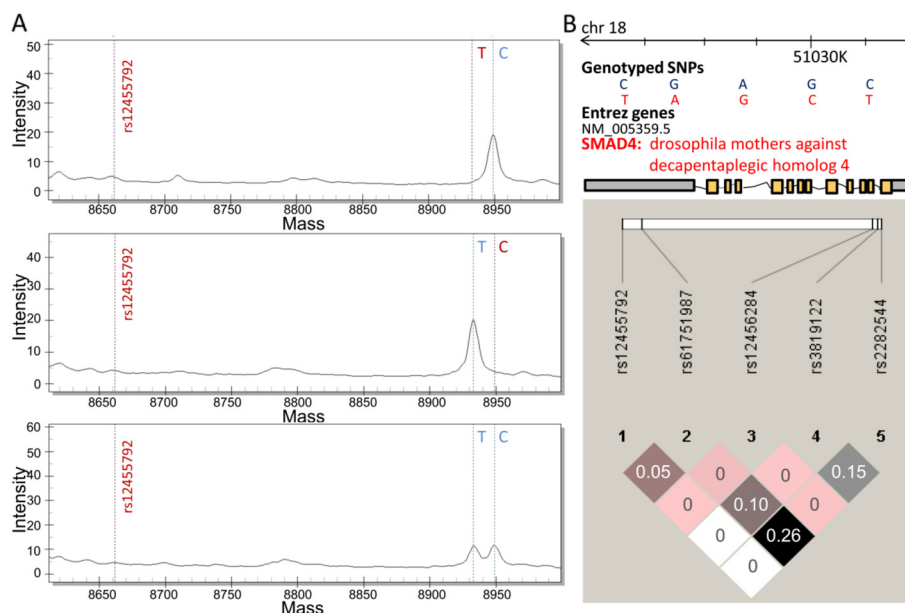 A
50
40
30
20
10
0
Intensity
rs12455792
T C
8650 8700 8750 8800 8850 8900 8950
Mass
40
30
20
10
0
Intensity
rs12455792
T C
8650 8700 8750 8800 8850 8900 8950
Mass
60
50
40
30
20
10
0
Intensity
rs12455792
T C
8650 8700 8750 8800 8850 8900 8950
Mass
B
chr 18
51030K
Genotyped SNPs
C G A G C
T A G C T
Entrez genes
NM_005359.5
SMAD4: drosophila mothers against
decapentaplegic homolog 4
rs12455792
rs61751987
rs12456284
rs3819122
rs2282544
1 2 3 4 5
0.05 0 0 0.15
0 0.10 0
0 0.26
0